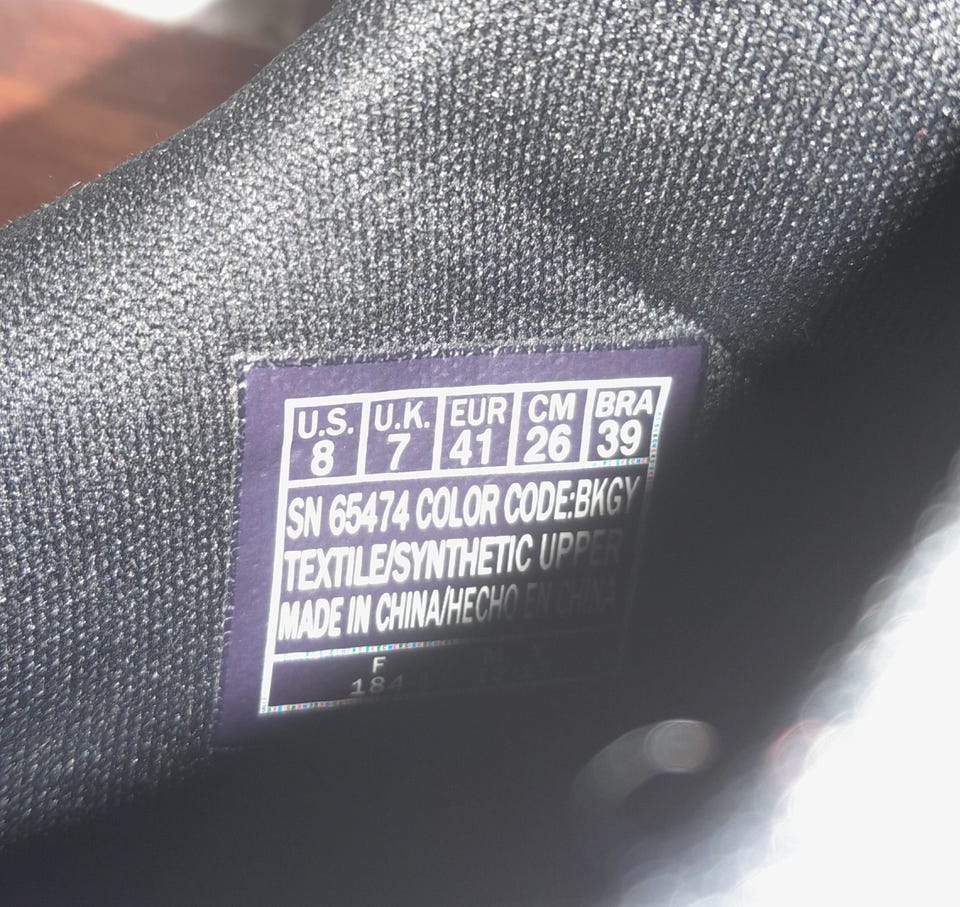 U.S. U.K. EUR CM BRA
8 7 41 26 39
SN 65474 COLOR CODE:BKGY
TEXTILE/SYNTHETIC UPPER
MADE IN CHINA/HECHO EN CHINA
F
184